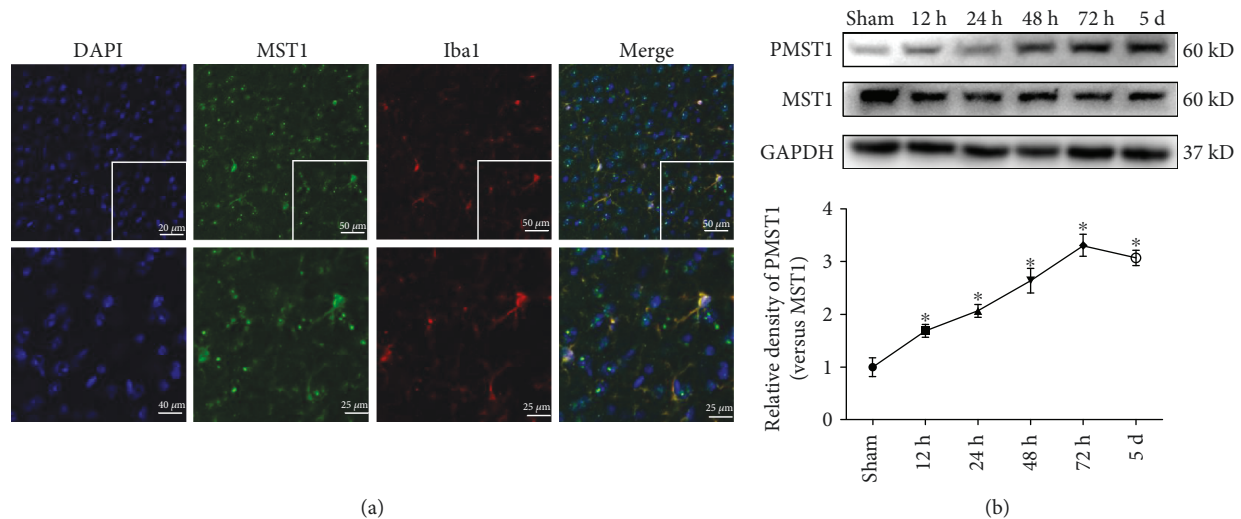 DAPI MST1 Iba1 Merge
20 μm 50 μm 50 μm 50 μm
40 μm 25 μm 25 μm 25 μm
(a)
Sham 12 h 24 h 48 h 72 h 5 d
PMST1 60 kD
MST1 60 kD
GAPDH 37 kD
Relative density of PMST1
(versus MST1)
4
3
2
1
0
* * * * *
Sham 12 h 24 h 48 h 72 h 5 d
(b)